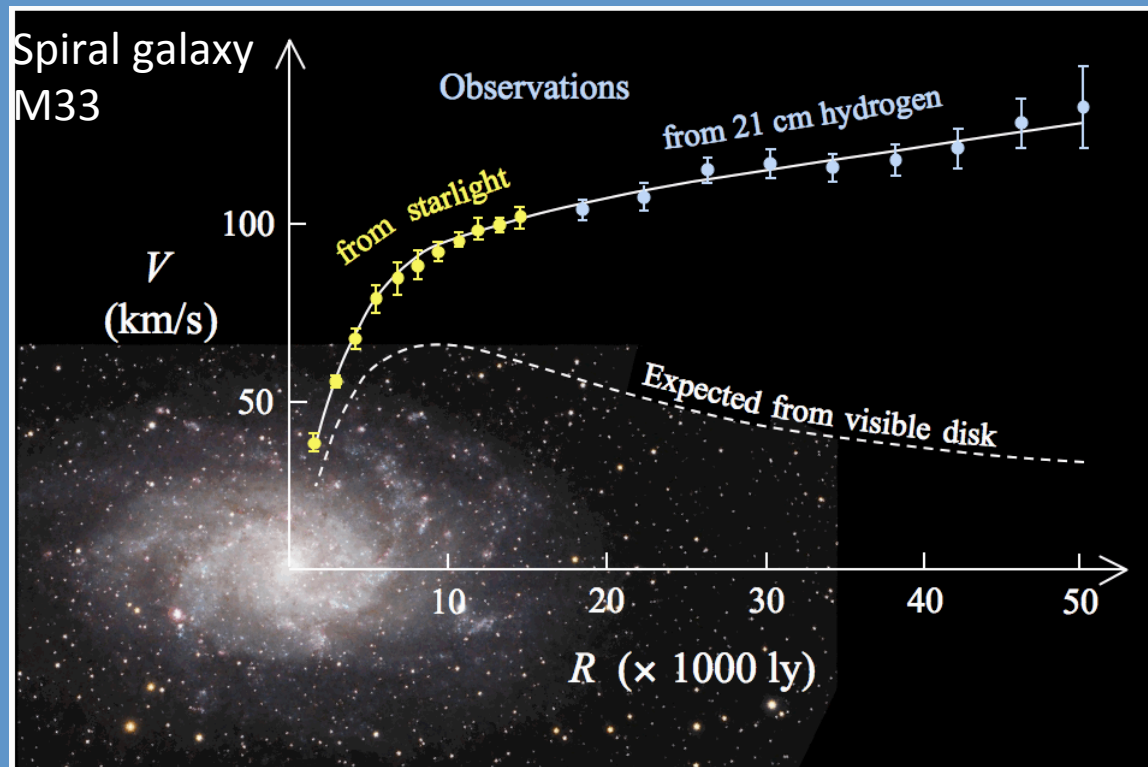 Spiral galaxy
M33
Observations
from 21 cm hydrogen
from starlight
100
V
(km/s)
50
Expected from visible disk
10 20 30 40 50
R (× 1000 ly)